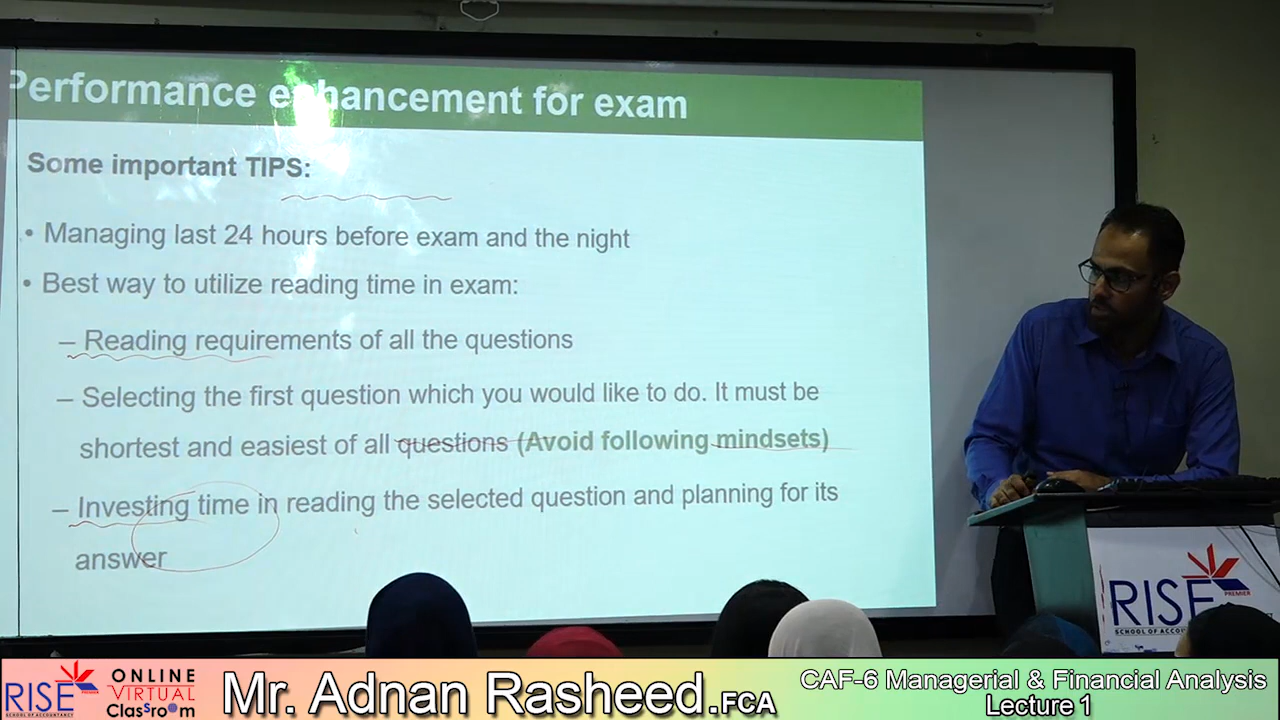 Performance enhancement for exam
Some important TIPS:
• Managing last 24 hours before exam and the night
• Best way to utilize reading time in exam:
– Reading requirements of all the questions
– Selecting the first question which you would like to do. It must be
shortest and easiest of all questions (Avoid following mindsets)
– Investing time in reading the selected question and planning for its
answer
RISE
PREMIER
SCHOOL OF ACCOU
RISE
PREMIER
SCHOOL OF ACCOUNTANCY
ONLINE
VIRTUAL
Classroom
Mr. Adnan Rasheed.FCA
CAF-6 Managerial & Financial Analysis
Lecture 1